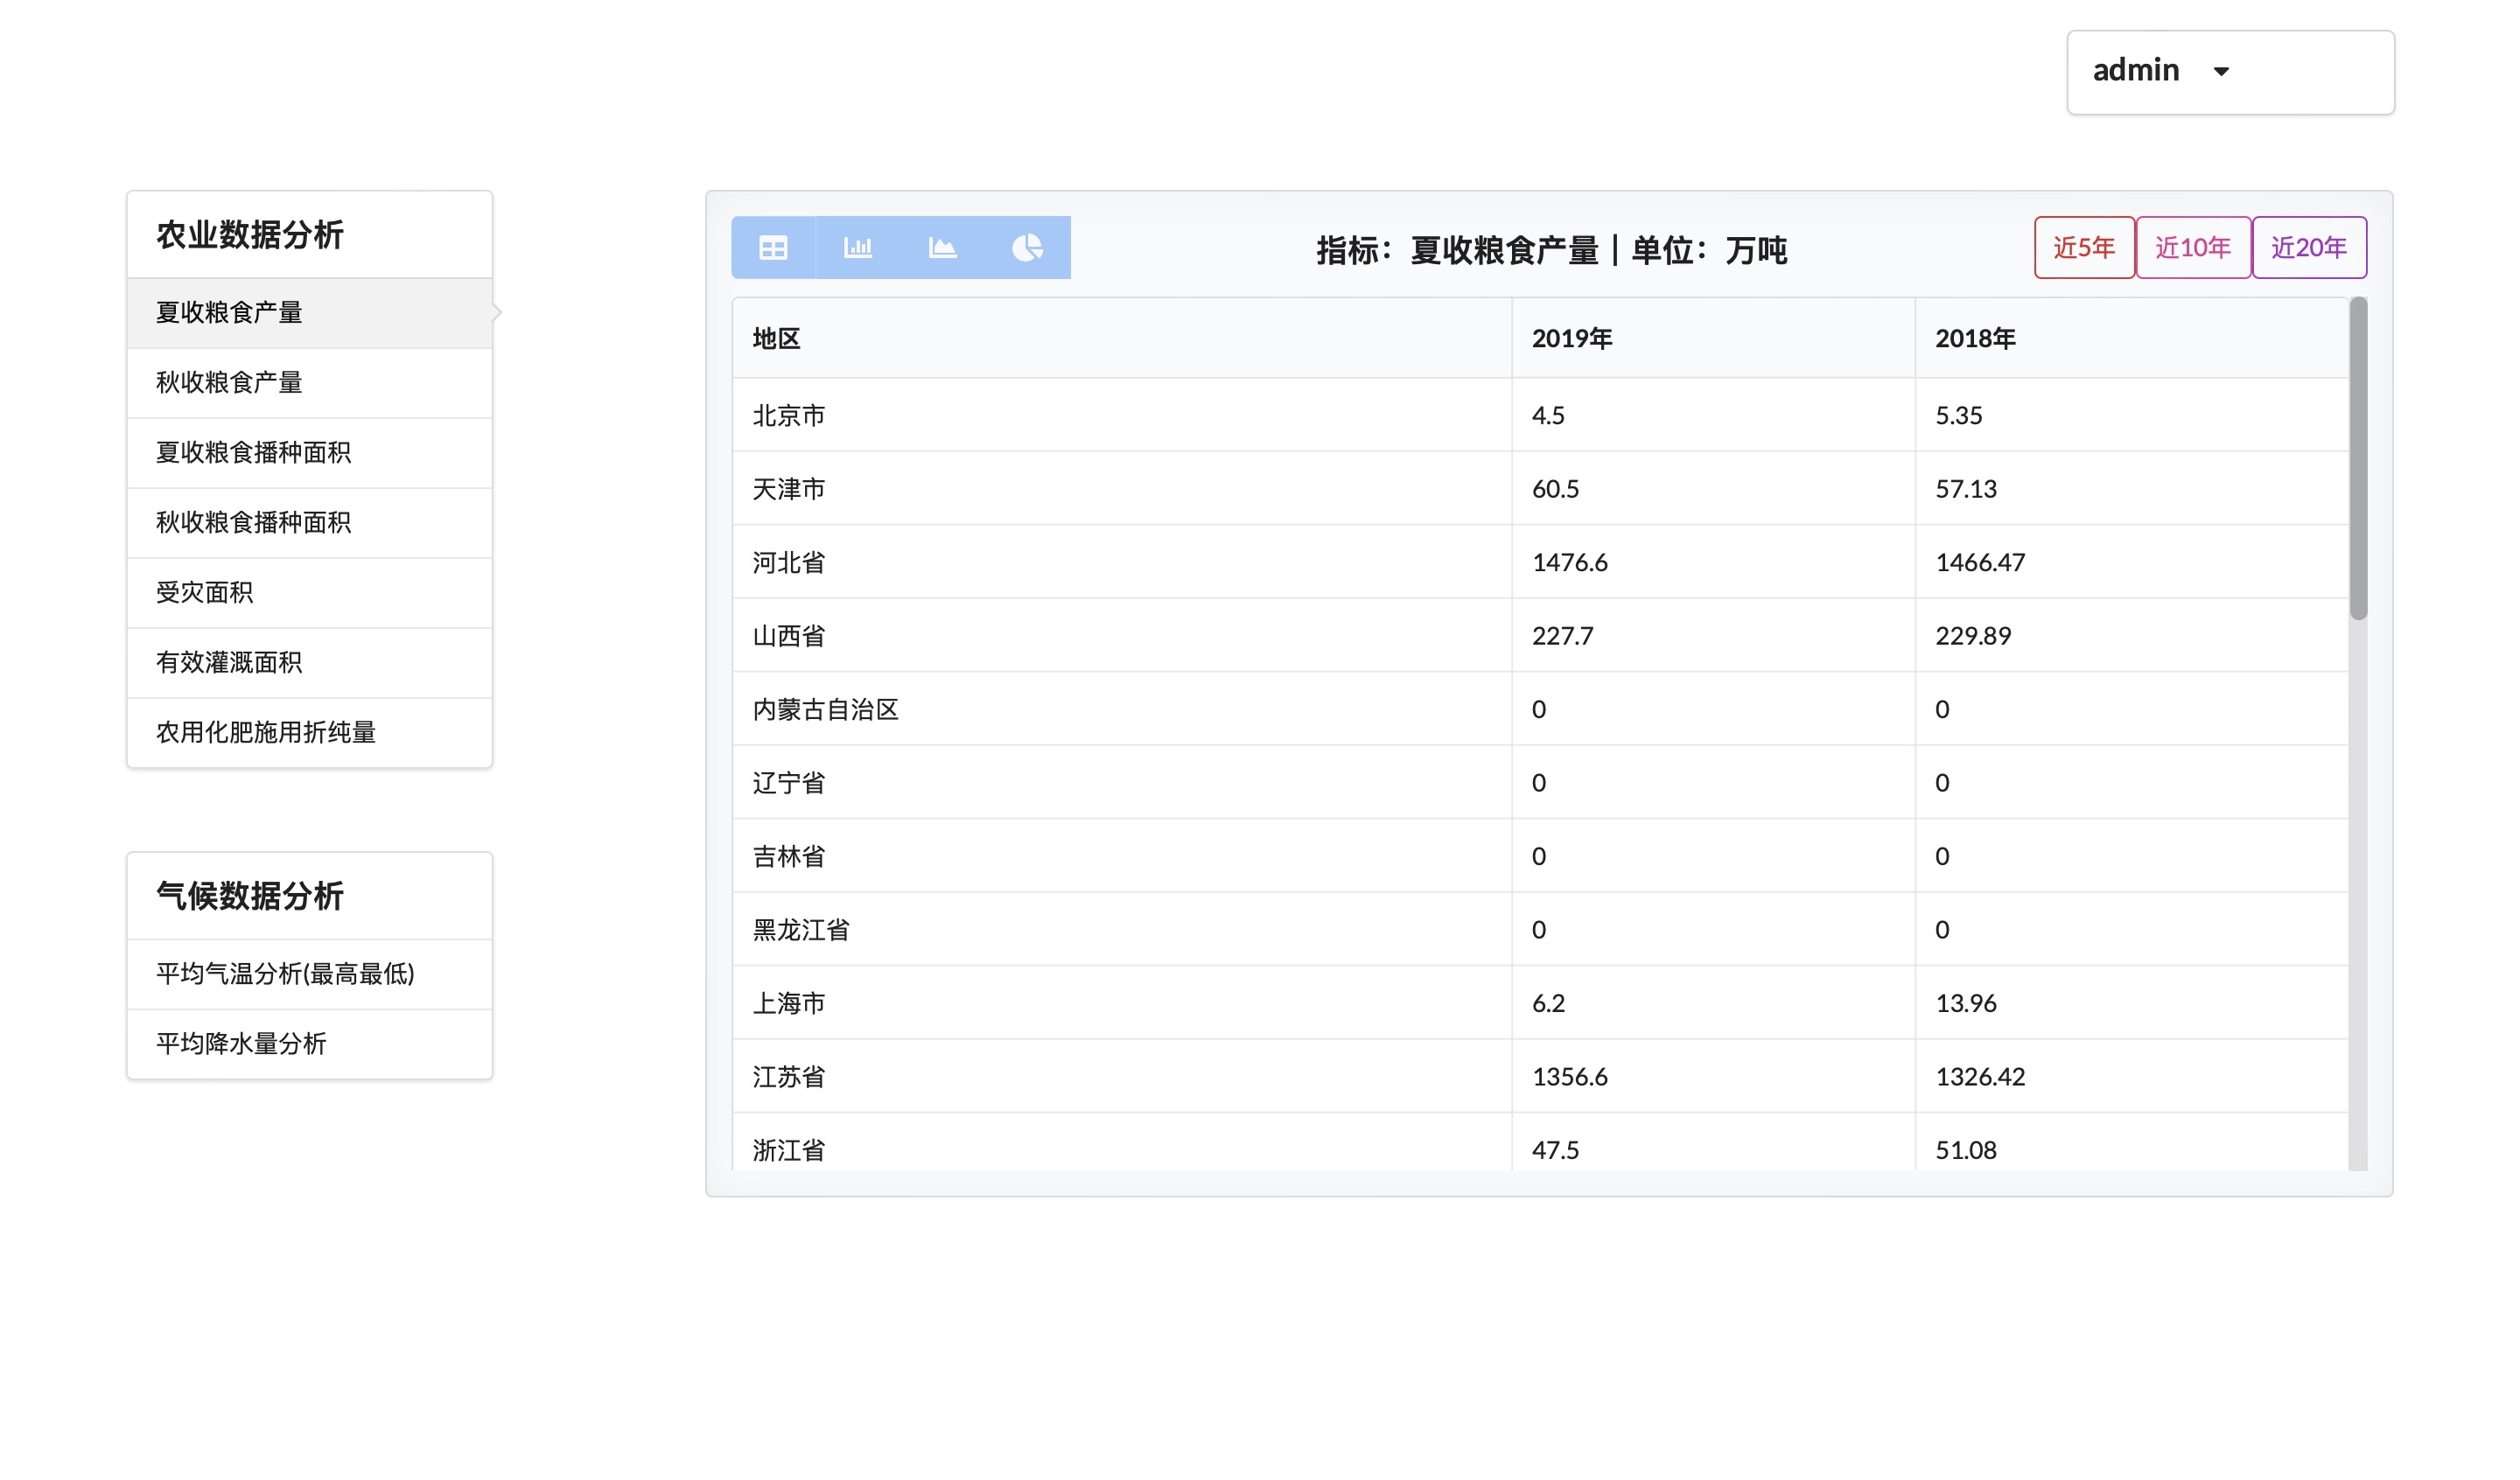 admin
农业数据分析
夏收粮食产量
秋收粮食产量
夏收粮食播种面积
秋收粮食播种面积
受灾面积
有效灌溉面积
农用化肥施用折纯量
气候数据分析
平均气温分析(最高最低)
平均降水量分析
指标：夏收粮食产量 | 单位：万吨
近5年 近10年 近20年
地区 2019年 2018年
北京市 4.5 5.35
天津市 60.5 57.13
河北省 1476.6 1466.47
山西省 227.7 229.89
内蒙古自治区 0 0
辽宁省 0 0
吉林省 0 0
黑龙江省 0 0
上海市 6.2 13.96
江苏省 1356.6 1326.42
浙江省 47.5 51.08